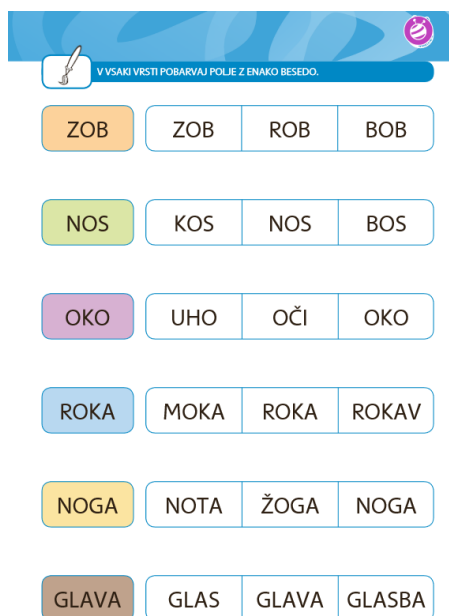 V VSAKI VRSTI POBARVAJ POLJE Z ENAKO BESEDO.
ZOB ZOB ROB BOB
NOS KOS NOS BOS
OKO UHO OČI OKO
ROKA MOKA ROKA ROKAV
NOGA NOTA ŽOGA NOGA
GLAVA GLAS GLAVA GLASBA